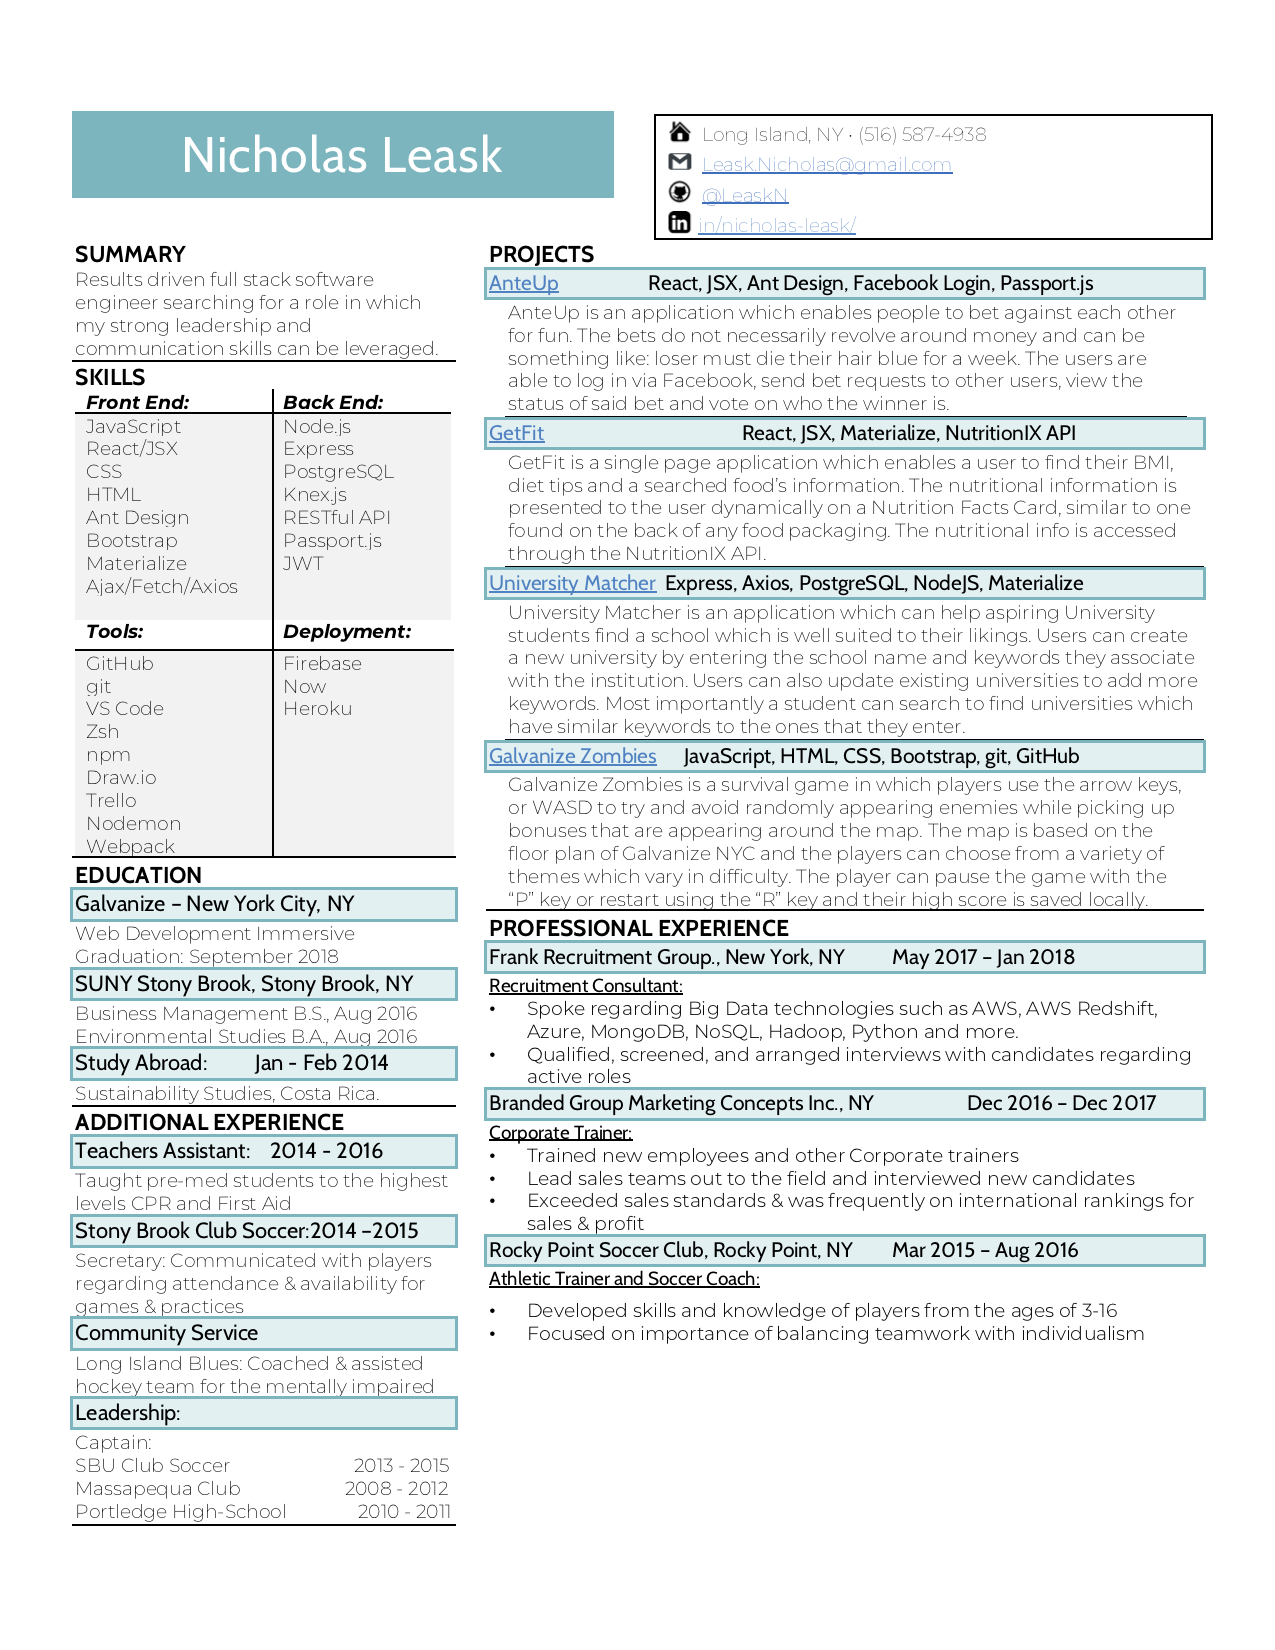 Nicholas Leask
Long Island, NY · (516) 587-4938
Leask.Nicholas@gmail.com
@LeaskN
in/nicholas-leask/
SUMMARY
Results driven full stack software
engineer searching for a role in which
my strong leadership and
communication skills can be leveraged.
SKILLS
Front End:
JavaScript
React/JSX
CSS
HTML
Ant Design
Bootstrap
Materialize
Ajax/Fetch/Axios
Back End:
Node.js
Express
PostgreSQL
Knex.js
RESTful API
Passport.js
JWT
Tools:
GitHub
git
VS Code
Zsh
npm
Draw.io
Trello
Nodemon
Webpack
Deployment:
Firebase
Now
Heroku
EDUCATION
Galvanize – New York City, NY
Web Development Immersive
Graduation: September 2018
SUNY Stony Brook, Stony Brook, NY
Business Management B.S., Aug 2016
Environmental Studies B.A., Aug 2016
Study Abroad: Jan - Feb 2014
Sustainability Studies, Costa Rica.
ADDITIONAL EXPERIENCE
Teachers Assistant: 2014 - 2016
Taught pre-med students to the highest
levels CPR and First Aid
Stony Brook Club Soccer:2014 –2015
Secretary: Communicated with players
regarding attendance & availability for
games & practices
Community Service
Long Island Blues: Coached & assisted
hockey team for the mentally impaired
Leadership:
Captain:
SBU Club Soccer 2013 - 2015
Massapequa Club 2008 - 2012
Portledge High-School 2010 - 2011
PROJECTS
AnteUp React, JSX, Ant Design, Facebook Login, Passport.js
AnteUp is an application which enables people to bet against each other
for fun. The bets do not necessarily revolve around money and can be
something like: loser must die their hair blue for a week. The users are
able to log in via Facebook, send bet requests to other users, view the
status of said bet and vote on who the winner is.
GetFit React, JSX, Materialize, NutritionIX API
GetFit is a single page application which enables a user to find their BMI,
diet tips and a searched food’s information. The nutritional information is
presented to the user dynamically on a Nutrition Facts Card, similar to one
found on the back of any food packaging. The nutritional info is accessed
through the NutritionIX API.
University Matcher Express, Axios, PostgreSQL, NodeJS, Materialize
University Matcher is an application which can help aspiring University
students find a school which is well suited to their likings. Users can create
a new university by entering the school name and keywords they associate
with the institution. Users can also update existing universities to add more
keywords. Most importantly a student can search to find universities which
have similar keywords to the ones that they enter.
Galvanize Zombies JavaScript, HTML, CSS, Bootstrap, git, GitHub
Galvanize Zombies is a survival game in which players use the arrow keys,
or WASD to try and avoid randomly appearing enemies while picking up
bonuses that are appearing around the map. The map is based on the
floor plan of Galvanize NYC and the players can choose from a variety of
themes which vary in difficulty. The player can pause the game with the
“P” key or restart using the “R” key and their high score is saved locally.
PROFESSIONAL EXPERIENCE
Frank Recruitment Group., New York, NY May 2017 – Jan 2018
Recruitment Consultant:
• Spoke regarding Big Data technologies such as AWS, AWS Redshift,
Azure, MongoDB, NoSQL, Hadoop, Python and more.
• Qualified, screened, and arranged interviews with candidates regarding
active roles
Branded Group Marketing Concepts Inc., NY Dec 2016 – Dec 2017
Corporate Trainer:
• Trained new employees and other Corporate trainers
• Lead sales teams out to the field and interviewed new candidates
• Exceeded sales standards & was frequently on international rankings for
sales & profit
Rocky Point Soccer Club, Rocky Point, NY Mar 2015 – Aug 2016
Athletic Trainer and Soccer Coach:
• Developed skills and knowledge of players from the ages of 3-16
• Focused on importance of balancing teamwork with individualism